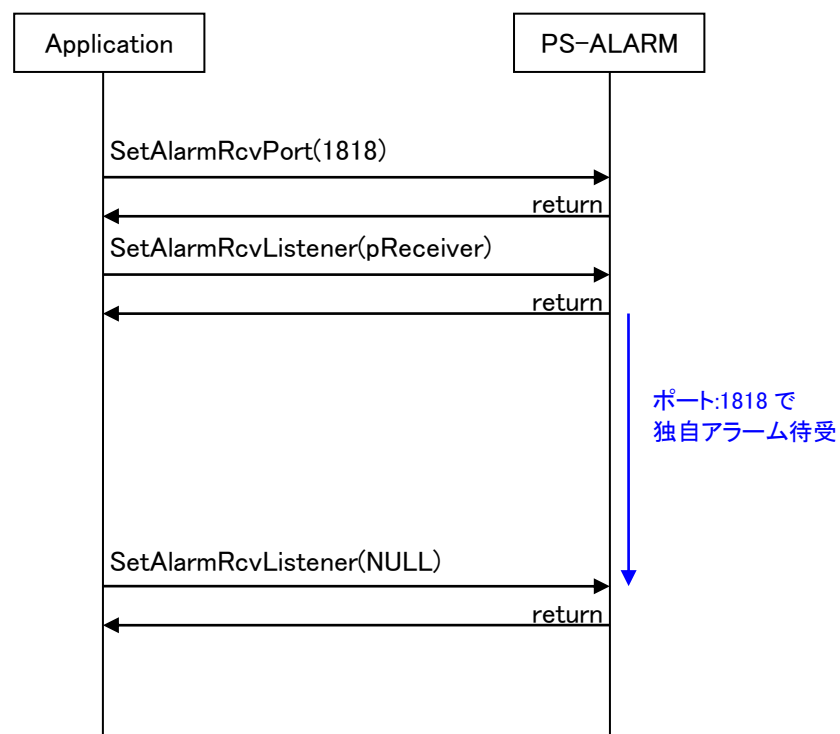 Application
PS-ALARM
SetAlarmRcvPort(1818)
return
SetAlarmRcvListener(pReceiver)
return
ポート:1818 で
独自アラーム待受
SetAlarmRcvListener(NULL)
return